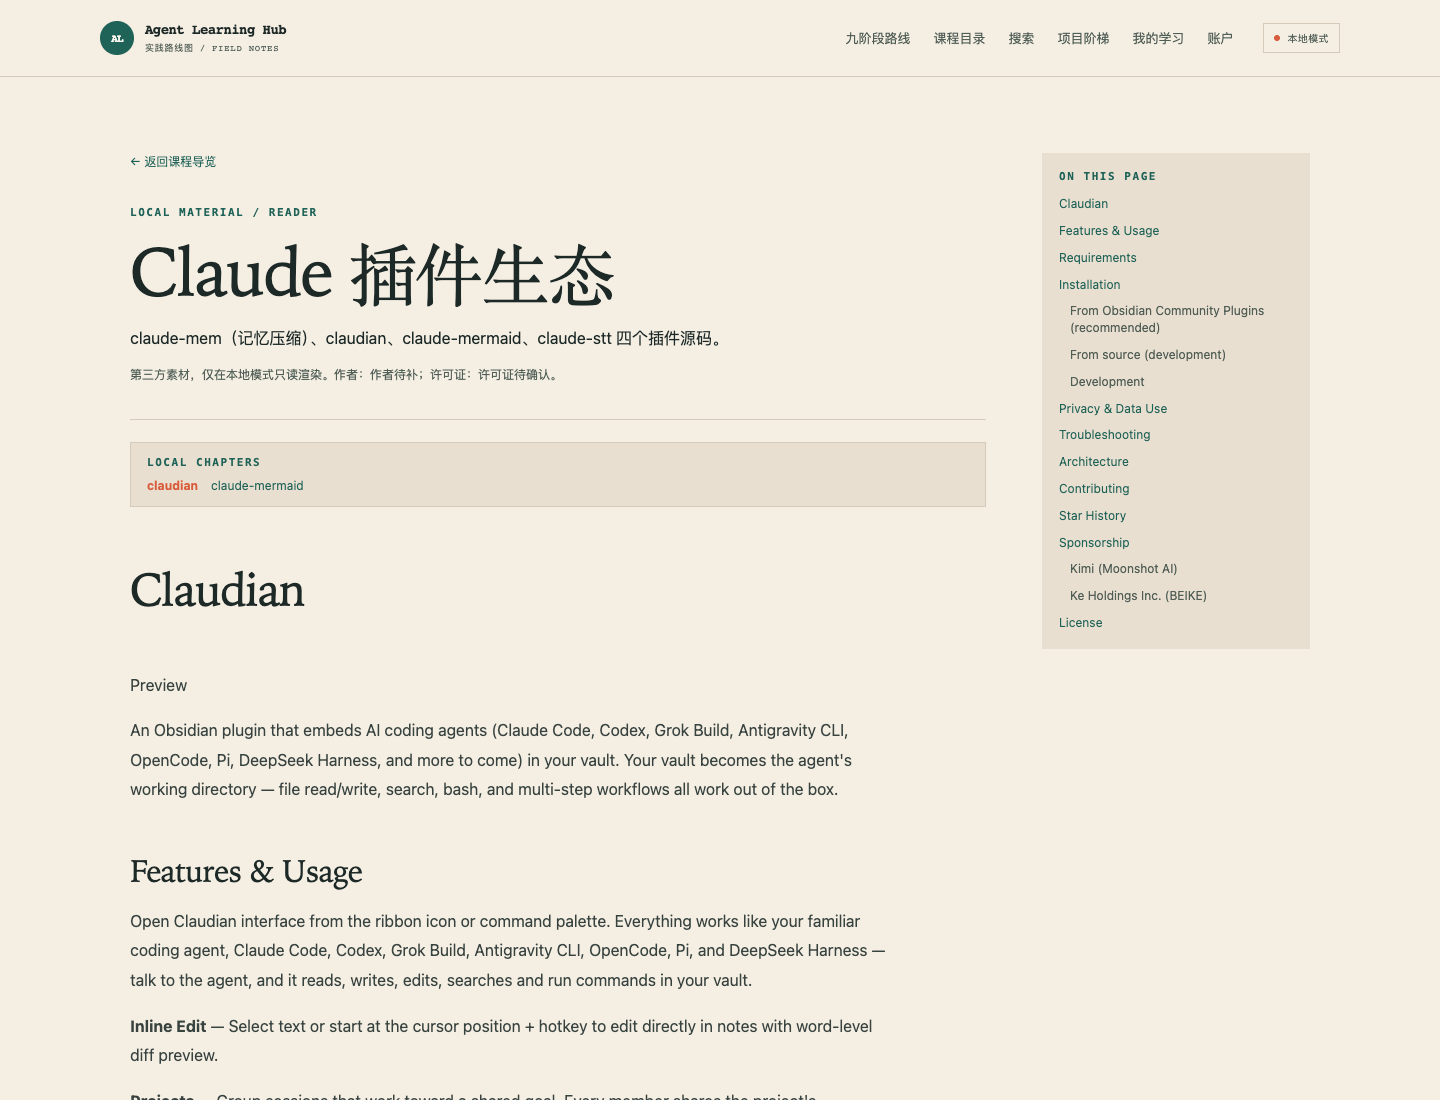 AL
Agent Learning Hub
实践路线图 / FIELD NOTES
九阶段路线 课程目录 搜索 项目阶梯 我的学习 账户 本地模式
← 返回课程导览
LOCAL MATERIAL / READER
Claude 插件生态
claude-mem（记忆压缩）、claudian、claude-mermaid、claude-stt 四个插件源码。
第三方素材，仅在本地模式只读渲染。作者：作者待补；许可证：许可证待确认。
LOCAL CHAPTERS
claudian claude-mermaid
Claudian
Preview
An Obsidian plugin that embeds AI coding agents (Claude Code, Codex, Grok Build, Antigravity CLI,
OpenCode, Pi, DeepSeek Harness, and more to come) in your vault. Your vault becomes the agent's
working directory — file read/write, search, bash, and multi-step workflows all work out of the box.
Features & Usage
Open Claudian interface from the ribbon icon or command palette. Everything works like your familiar
coding agent, Claude Code, Codex, Grok Build, Antigravity CLI, OpenCode, Pi, and DeepSeek Harness —
talk to the agent, and it reads, writes, edits, searches and run commands in your vault.
Inline Edit — Select text or start at the cursor position + hotkey to edit directly in notes with word-level
diff preview.
Projects — Group sessions that work toward a shared goal. Every member shares the project's
ON THIS PAGE
Claudian
Features & Usage
Requirements
Installation
From Obsidian Community Plugins
(recommended)
From source (development)
Development
Privacy & Data Use
Troubleshooting
Architecture
Contributing
Star History
Sponsorship
Kimi (Moonshot AI)
Ke Holdings Inc. (BEIKE)
License